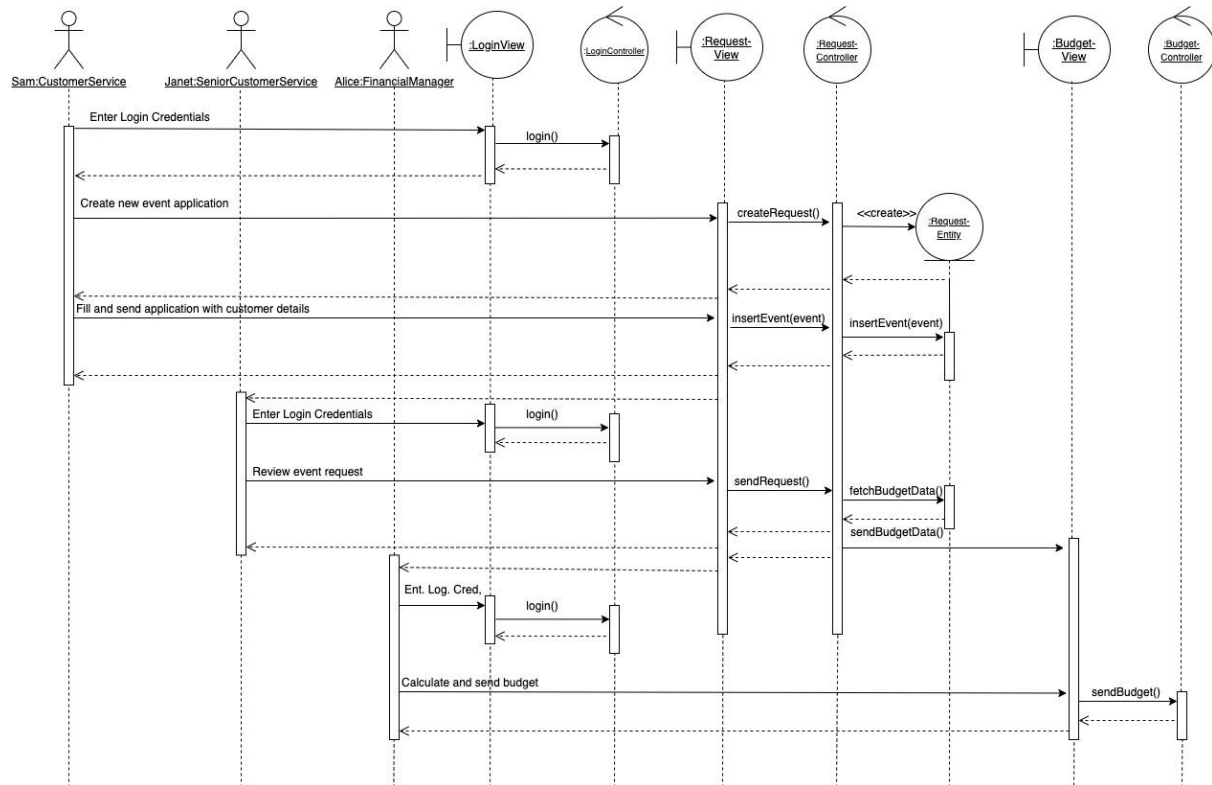 :LoginView
:LoginController
:Request-
View
:Request-
Controller
:Budget-
View
:Budget-
Controller
Sam:CustomerService
Janet:SeniorCustomerService
Alice:FinancialManager
Enter Login Credentials
login()
Create new event application
createRequest()
<<create>>
:Request-
Entity
Fill and send application with customer details
insertEvent(event)
insertEvent(event)
Enter Login Credentials
login()
Review event request
sendRequest()
fetchBudgetData()
sendBudgetData()
Ent. Log. Cred,
login()
Calculate and send budget
sendBudget()